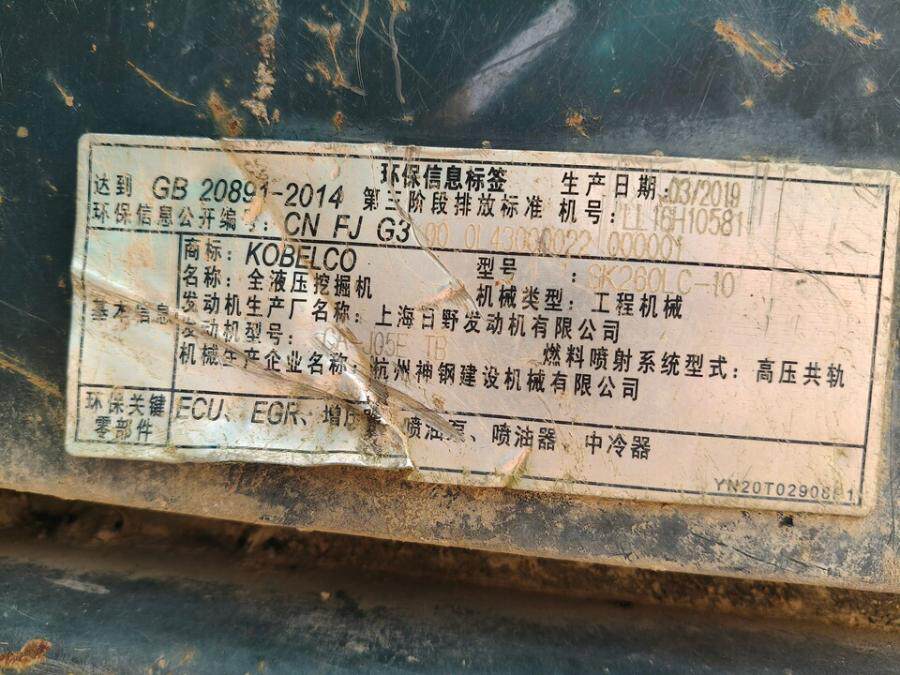 环保信息标签
生产日期:03/2019
达到 GB 20891-2014 第三阶段排放标准 机号: LL16H10581
环保信息公开编号: CN FJ G3 00 0L43000022 000001
基本信息
商标: KOBELCO 型号 : SK260LC-10
名称: 全液压挖掘机 机械类型: 工程机械
发动机生产厂名称: 上海日野发动机有限公司
发动机型号: J05E TB 燃料喷射系统型式: 高压共轨
机械生产企业名称: 杭州神钢建设机械有限公司
环保关键零部件
ECU、EGR、增压 喷油泵、喷油器、中冷器